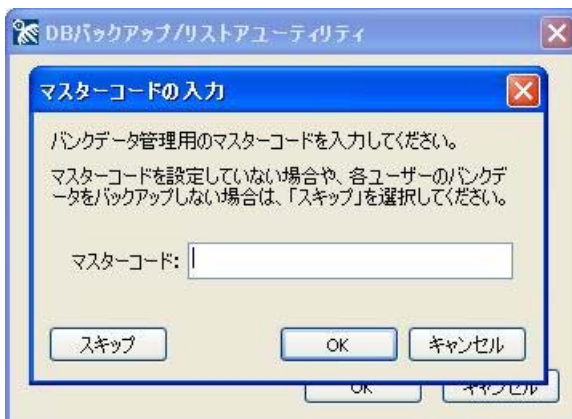 DBバックアップ/リストアユーティリティ
マスターコードの入力
バンクデータ管理用のマスターコードを入力してください。
マスターコードを設定していない場合や、各ユーザーのバンクデ
ータをバックアップしない場合は、「スキップ」を選択してください。
マスターコード:
スキップ OK キャンセル
OK キャンセル